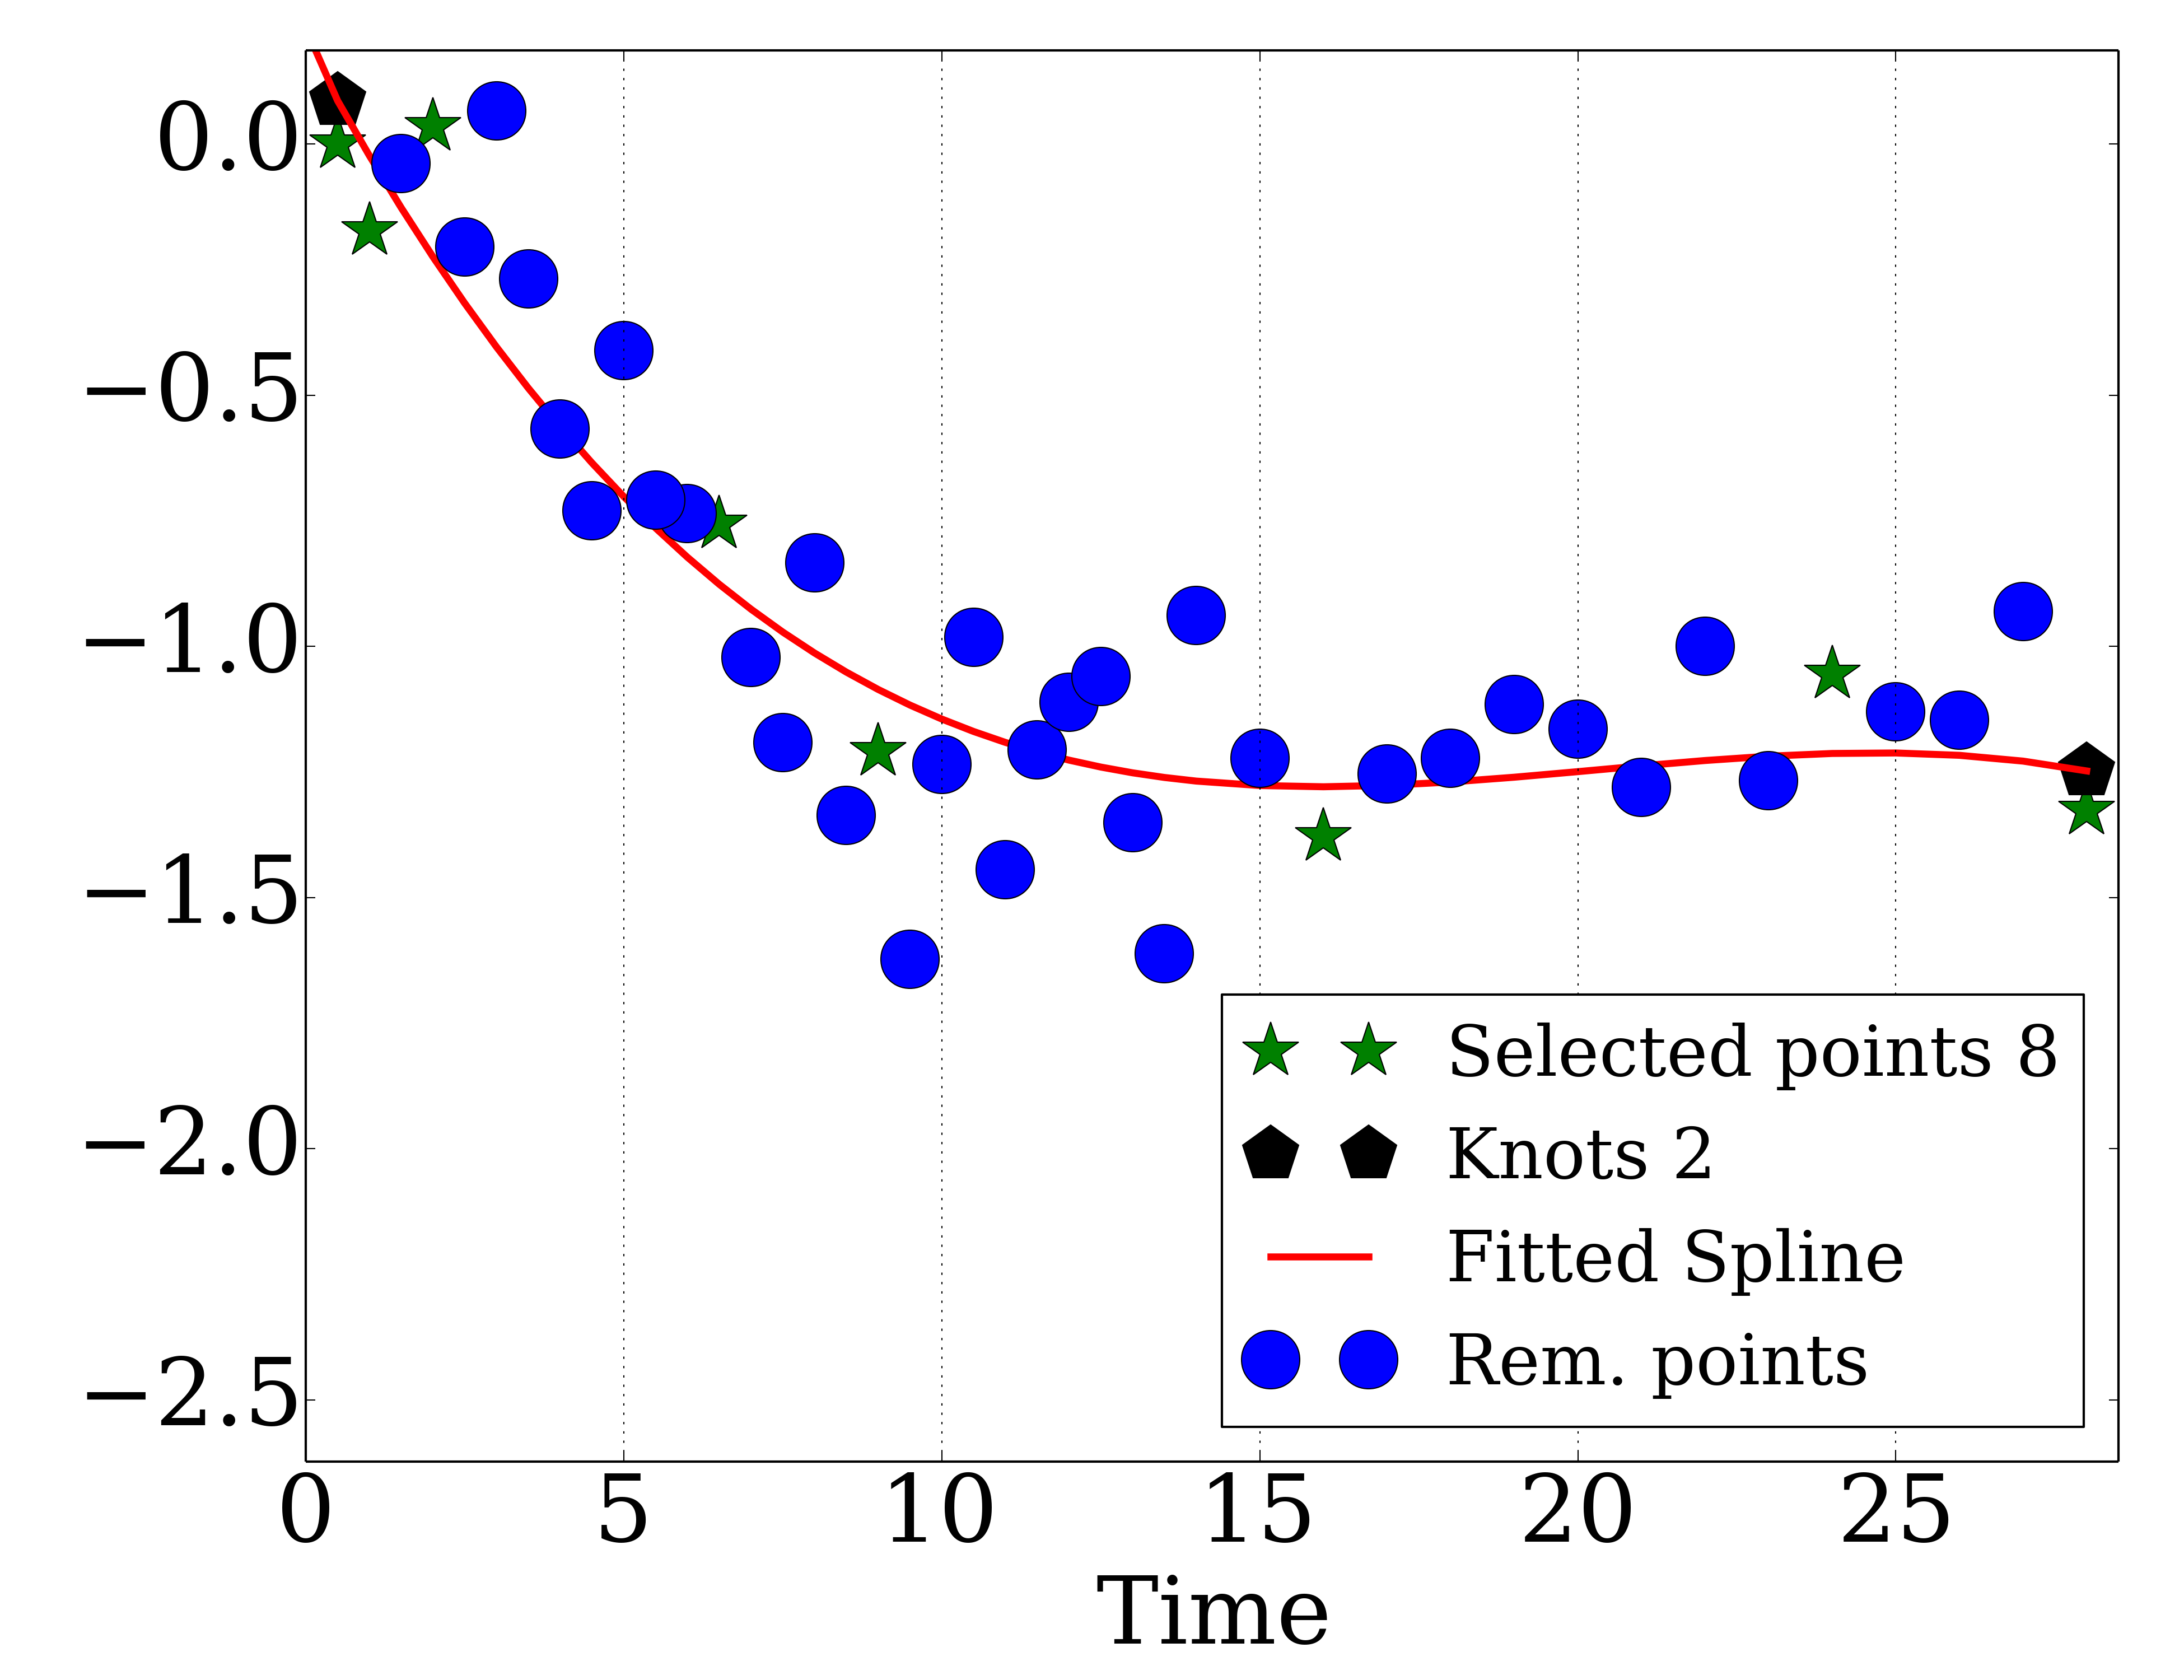 0.0
−0.5
−1.0
−1.5
−2.0
−2.5
Selected points 8
Knots 2
Fitted Spline
Rem. points
0 5 10 15 20 25
Time